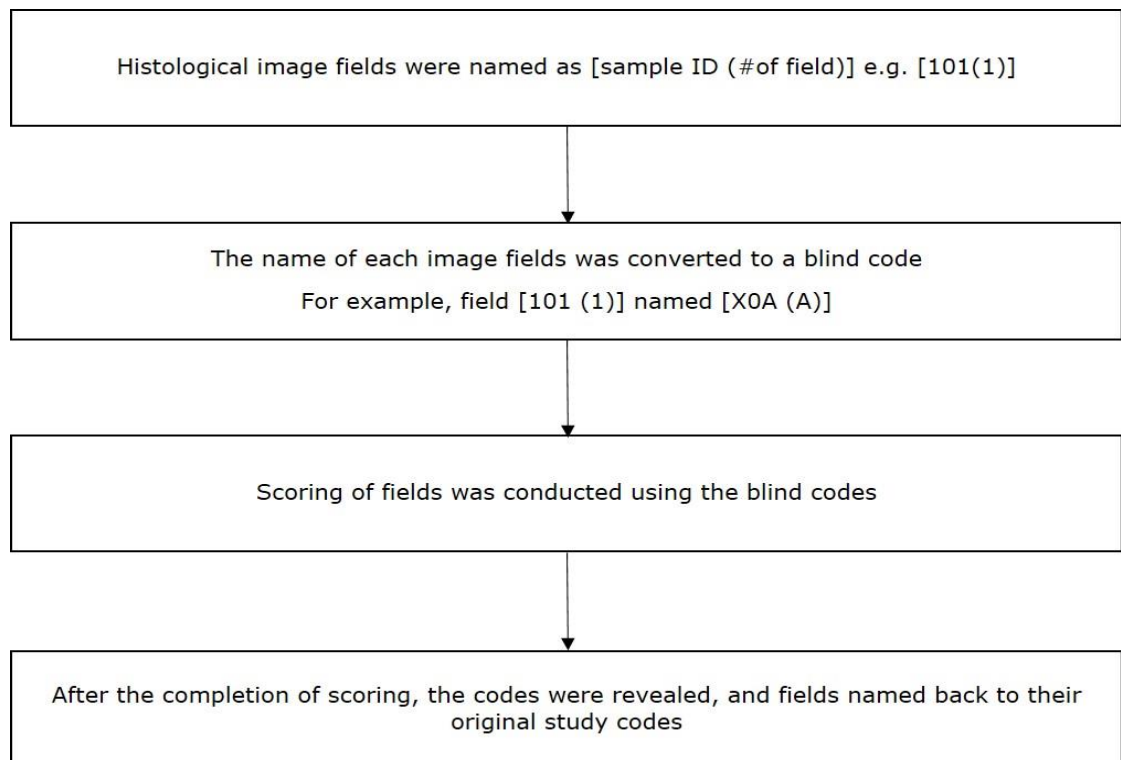 Histological image fields were named as [sample ID (#of field)] e.g. [101(1)]
The name of each image fields was converted to a blind code
For example, field [101 (1)] named [X0A (A)]
Scoring of fields was conducted using the blind codes
After the completion of scoring, the codes were revealed, and fields named back to their
original study codes